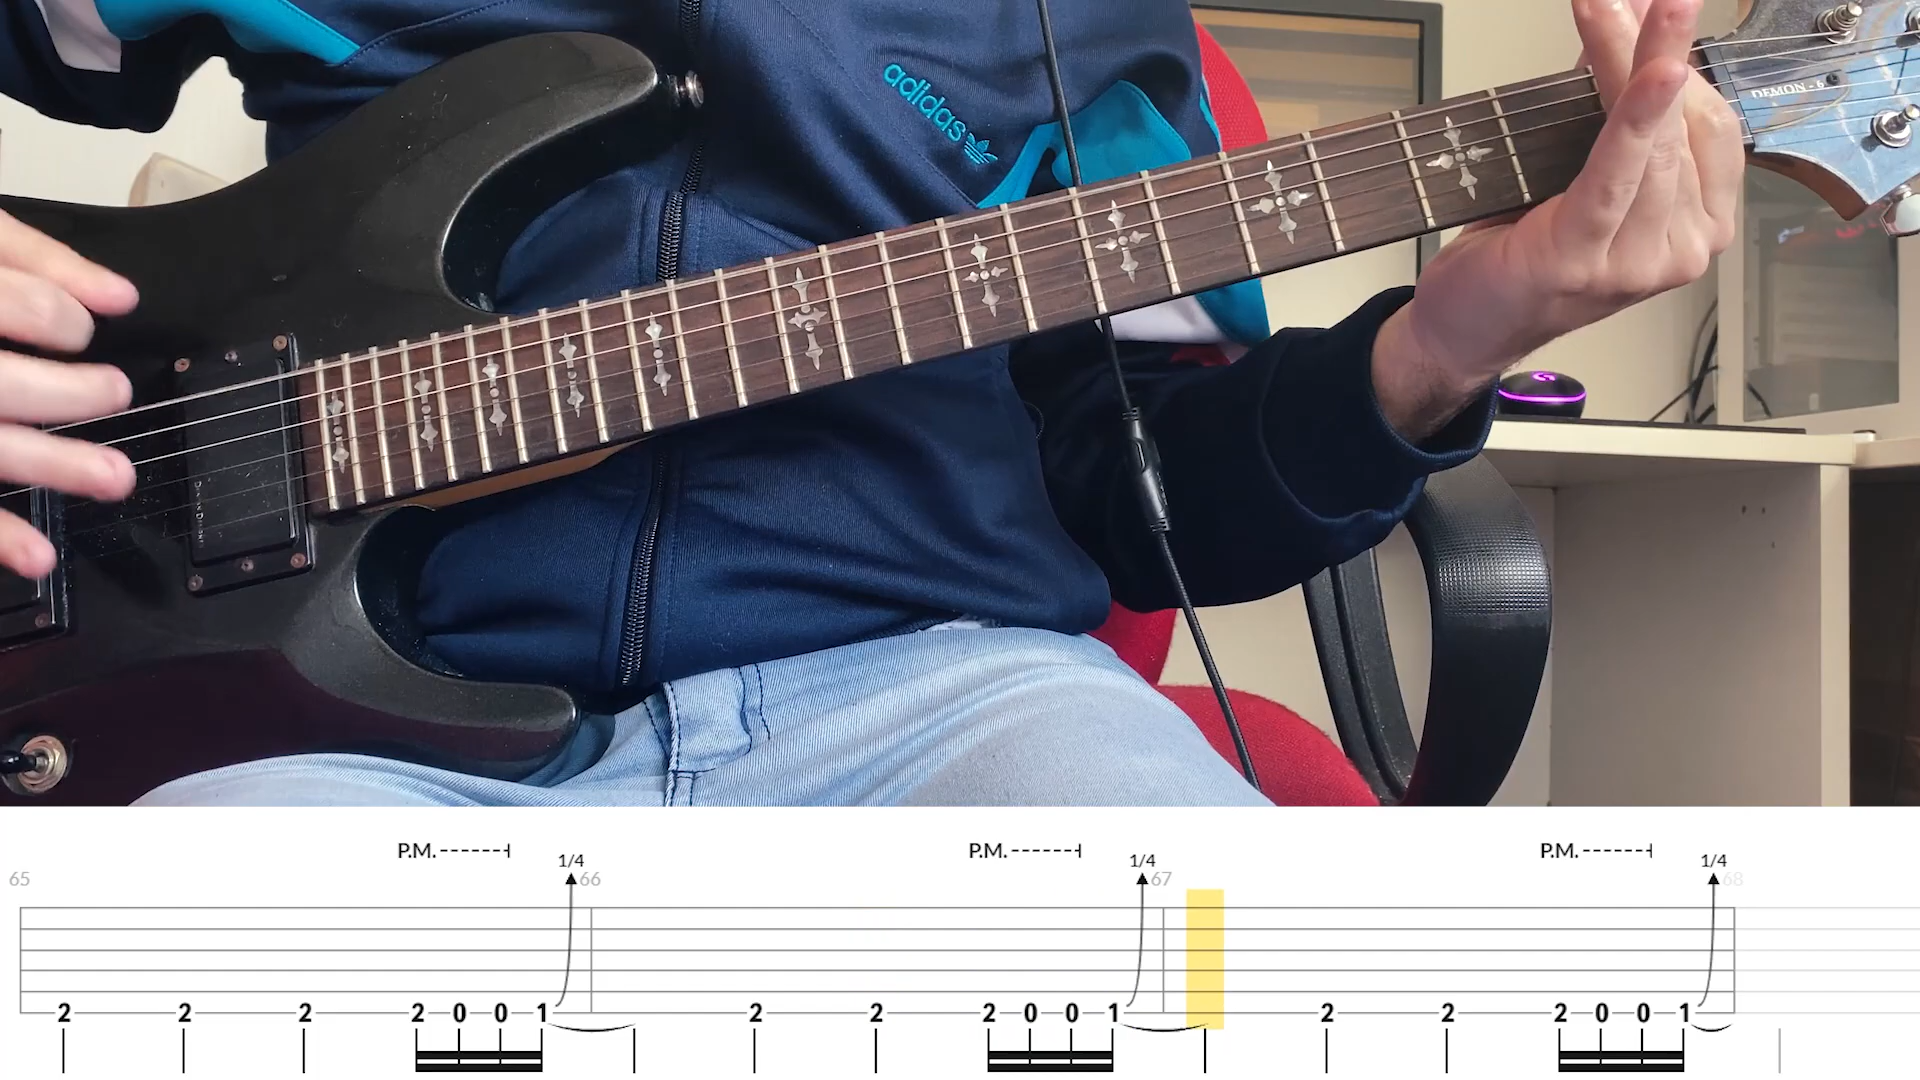 adidas
DEMON - 6
P.M. P.M. P.M.
1/4 1/4 1/4
65 66 67 68
2 2 2 2 0 0 1 2 2 2 0 0 1 2 2 2 0 0 1